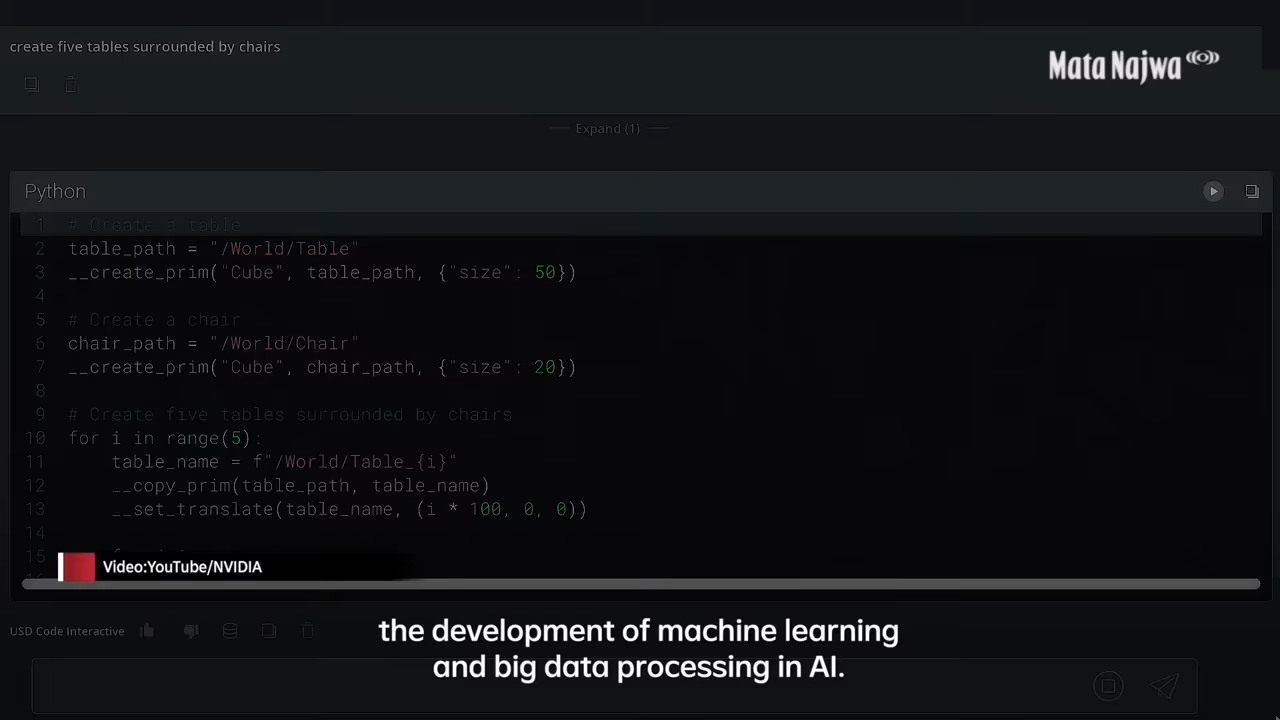 create five tables surrounded by chairs
Mata Najwa
Expand (1)
Python
1 # Create a table
2 table_path = "/World/Table"
3 __create_prim("Cube", table_path, {"size": 50})
4
5 # Create a chair
6 chair_path = "/World/Chair"
7 __create_prim("Cube", chair_path, {"size": 20})
8
9 # Create five tables surrounded by chairs
10 for i in range(5):
11 table_name = f"/World/Table_{i}"
12 __copy_prim(table_path, table_name)
13 __set_translate(table_name, (i * 100, 0, 0))
14
15
Video:YouTube/NVIDIA
USD Code Interactive
the development of machine learning
and big data processing in AI.